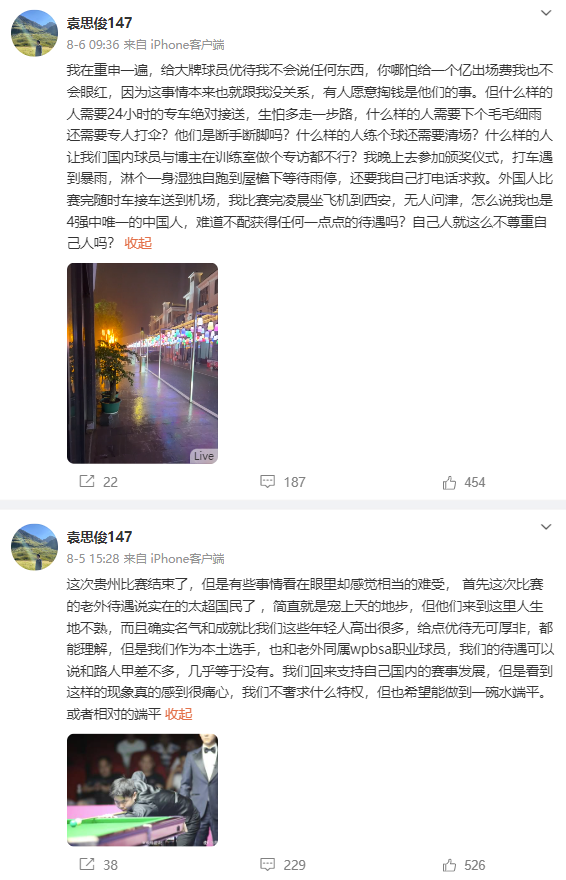 袁思俊147
8-6 09:36 来自 iPhone客户端
我在重申一遍，给大牌球员优待我不会说任何东西，你哪怕给一个亿出场费我也不
会眼红，因为这事情本来也就跟我没关系，有人愿意掏钱是他们的事。但什么样的
人需要24小时的专车绝对接送，生怕多走一步路，什么样的人需要下个毛毛细雨
还需要专人打伞？他们是断手断脚吗？什么样的人练个球还需要清场？什么样的人
让我们国内球员与博主在训练室做个专访都不行？我晚上去参加颁奖仪式，打车遇
到暴雨，淋个一身湿独自跑到屋檐下等待雨停，还要我自己打电话求救。外国人比
赛完随时车接车送到机场，我比赛完凌晨坐飞机到西安，无人问津，怎么说我也是
4强中唯一的中国人，难道不配获得任何一点点的待遇吗？自己人就这么不尊重自
己人吗？ 收起
Live
22
187
454
袁思俊147
8-5 15:28 来自 iPhone客户端
这次贵州比赛结束了，但是有些事情看在眼里却感觉相当的难受， 首先这次比赛
的老外待遇说实在的太超国民了，简直就是宠上天的地步，但他们来到这里人生
地不熟，而且确实名气和成就比我们这些年轻人高出很多，给点优待无可厚非，都
能理解，但是我们作为本土选手，也和老外同属wpbsa职业球员，我们的待遇可以
说和路人甲差不多，几乎等于没有。我们回来支持自己国内的赛事发展，但是看到
这样的现象真的感到很痛心，我们不奢求什么特权，但也希望能做到一碗水端平。
或者相对的端平 收起
38
229
526